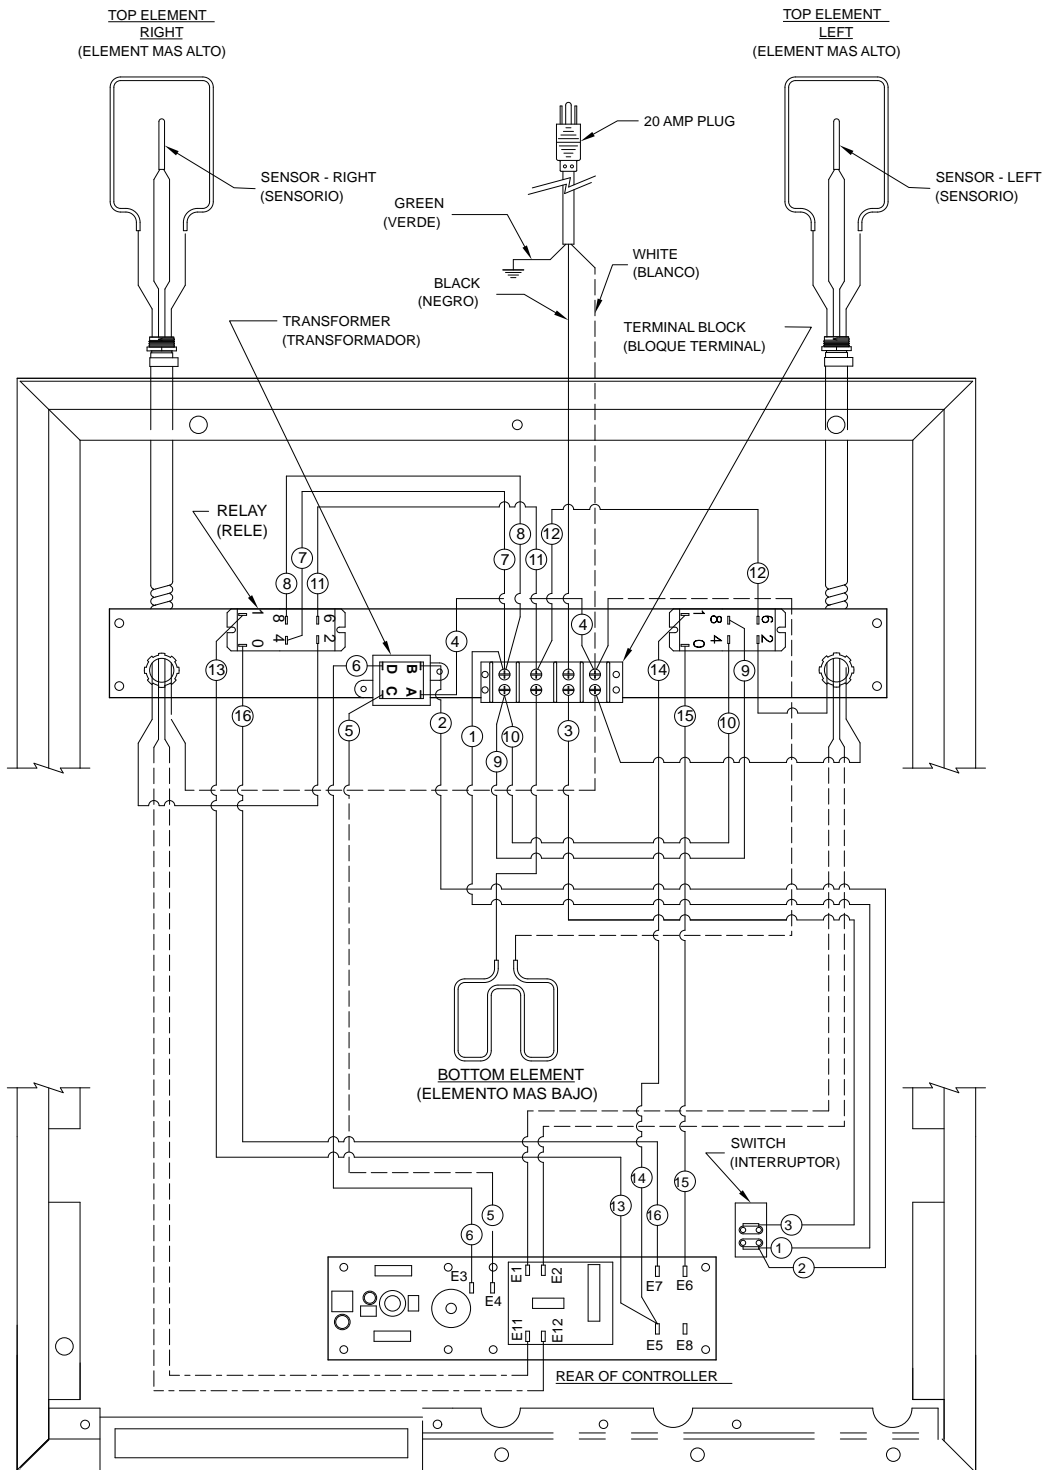 TOP ELEMENT
RIGHT
(ELEMENT MAS ALTO)
TOP ELEMENT
LEFT
(ELEMENT MAS ALTO)
20 AMP PLUG
SENSOR - RIGHT
(SENSORIO)
SENSOR - LEFT
(SENSORIO)
GREEN
(VERDE)
WHITE
(BLANCO)
BLACK
(NEGRO)
TRANSFORMER
(TRANSFORMADOR)
TERMINAL BLOCK
(BLOQUE TERMINAL)
RELAY
(RELE)
8
12
7
7
11
12
8
11
1
8
6
0
4
2
1
8
6
0
4
2
4
4
13
6
D
B
C
A
14
9
16
5
2
1
10
3
15
10
9
BOTTOM ELEMENT
(ELEMENTO MAS BAJO)
SWITCH
(INTERRUPTOR)
14
15
13
16
5
6
3
1
2
E3
E4
E1
E2
E7
E6
E11
E12
E5
E8
REAR OF CONTROLLER